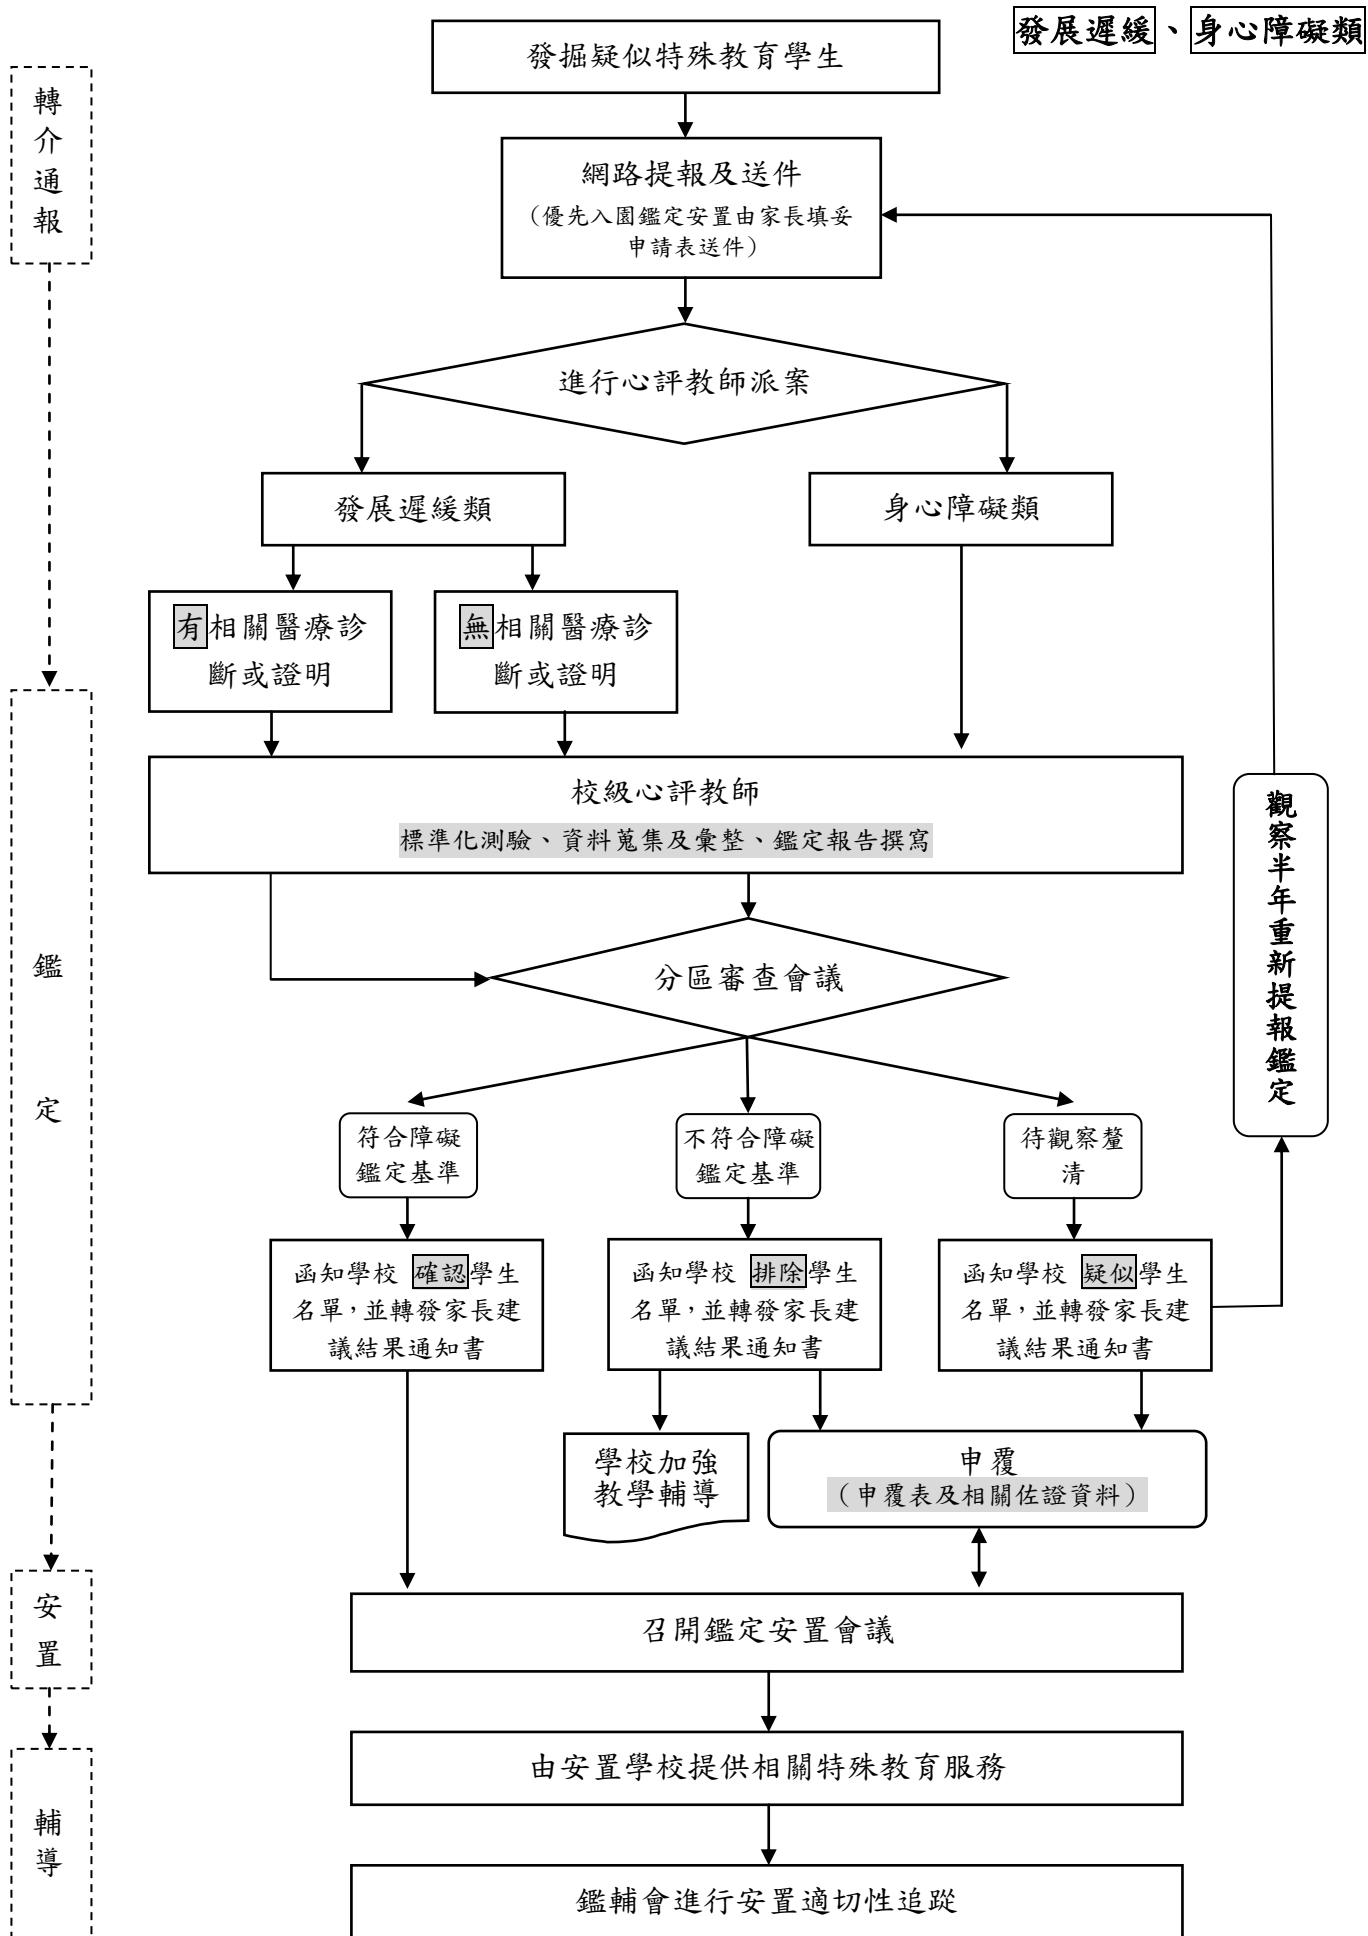 發展遲緩、身心障礙類
轉
介
通
報
鑑
定
安
置
輔
導
發掘疑似特殊教育學生
網路提報及送件
（優先入園鑑定安置由家長填妥
申請表送件）
進行心評教師派案
發展遲緩類
身心障礙類
有相關醫療診
斷或證明
無相關醫療診
斷或證明
校級心評教師
標準化測驗、資料蒐集及彙整、鑑定報告撰寫
分區審查會議
符合障礙
鑑定基準
不符合障礙
鑑定基準
待觀察釐
清
函知學校 確認學生
名單，並轉發家長建
議結果通知書
函知學校 排除學生
名單，並轉發家長建
議結果通知書
函知學校 疑似學生
名單，並轉發家長建
議結果通知書
觀
察
半
年
重
新
提
報
鑑
定
學校加強
教學輔導
申覆
（申覆表及相關佐證資料）
召開鑑定安置會議
由安置學校提供相關特殊教育服務
鑑輔會進行安置適切性追蹤